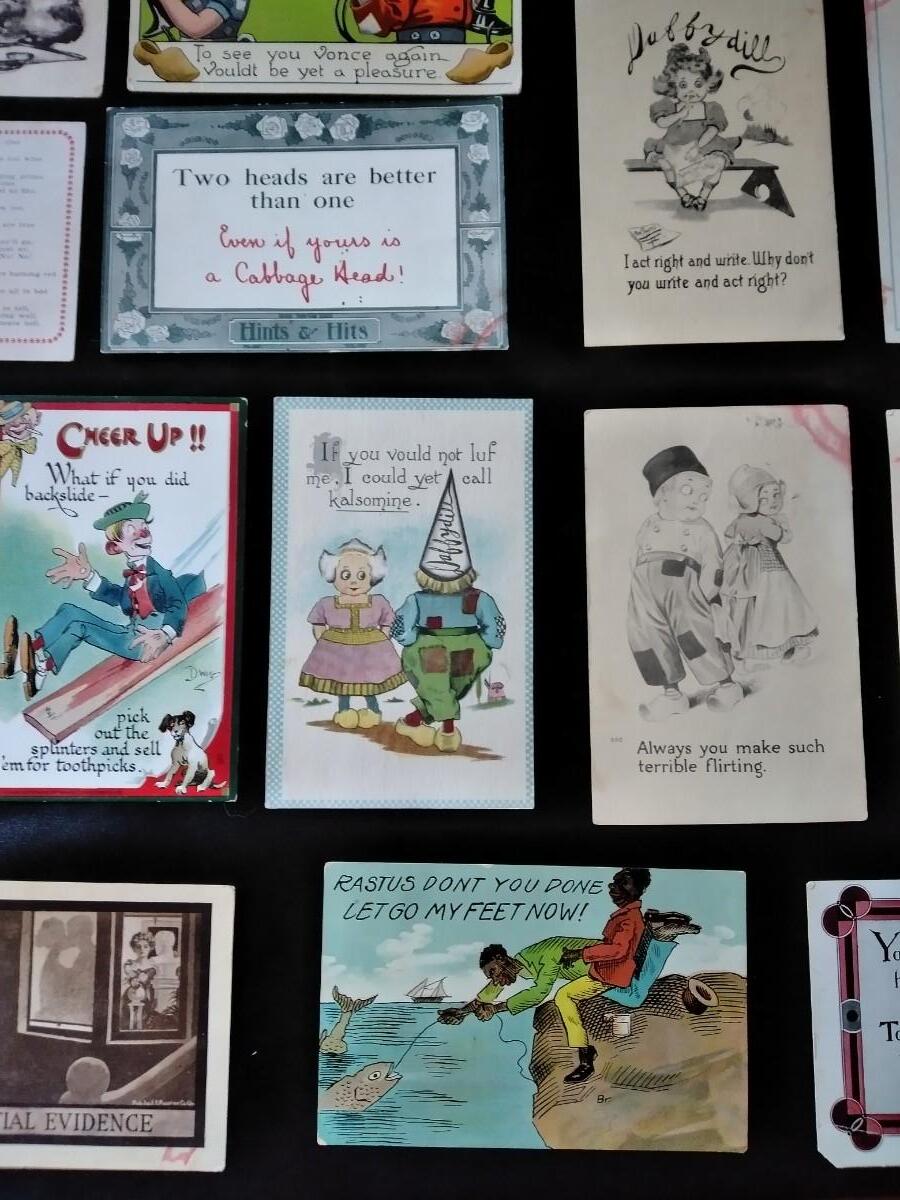 To see you vonce again
Vouldt be yet a pleasure.
Daffydill
I act right and write. Why don't
you write and act right?
Two heads are better
than one
Even if yours is
a Cabbage Head!
Hints & Hits
CHEER UP!!
What if you did
backslide—
Dwig
pick
out the
splinters and sell
'em for toothpicks.
If you vould not luf
me, I could yet call
kalsomine.
Daffydill
Always you make such
terrible flirting.
RASTUS DONT YOU DONE
LET GO MY FEET NOW!
Br.
TIAL EVIDENCE